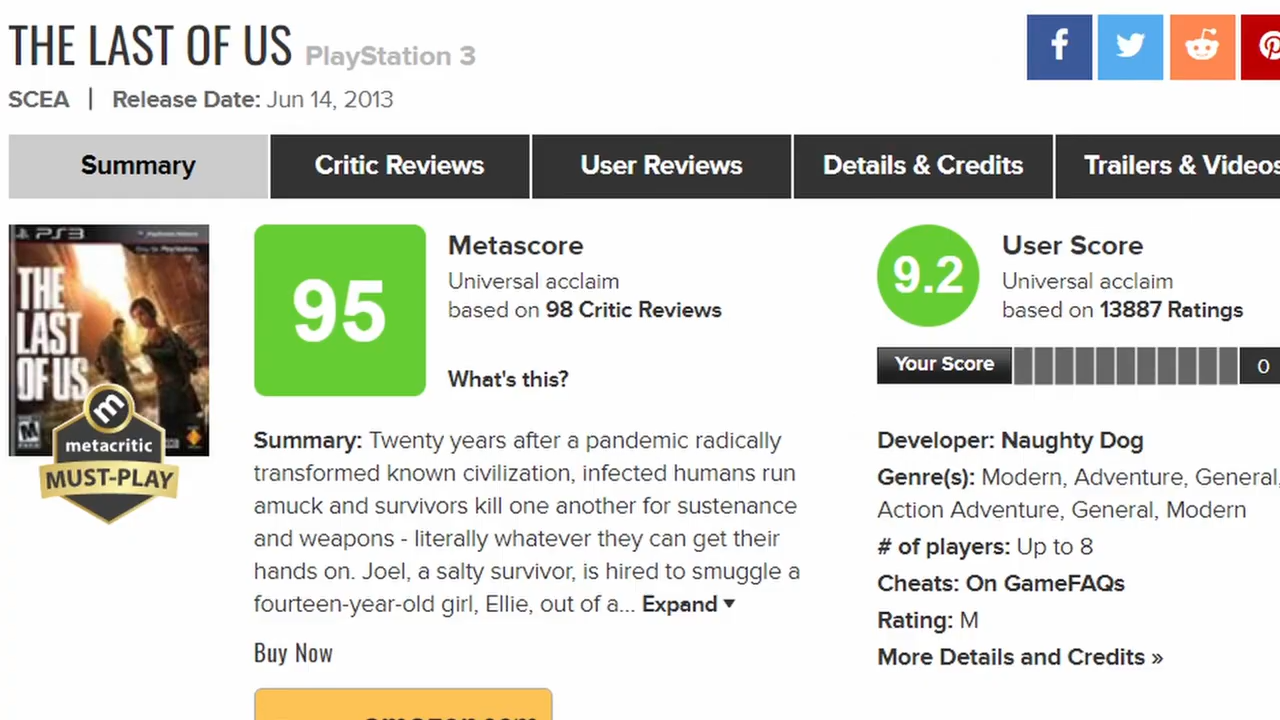 THE LAST OF US PlayStation 3
SCEA | Release Date: Jun 14, 2013
Summary Critic Reviews User Reviews Details & Credits Trailers & Videos
PS3
THE
LAST
OF US
M
metacritic
MUST-PLAY
95
Metascore
Universal acclaim
based on 98 Critic Reviews
What's this?
9.2
User Score
Universal acclaim
based on 13887 Ratings
Your Score 0
Summary: Twenty years after a pandemic radically
transformed known civilization, infected humans run
amuck and survivors kill one another for sustenance
and weapons - literally whatever they can get their
hands on. Joel, a salty survivor, is hired to smuggle a
fourteen-year-old girl, Ellie, out of a... Expand
Buy Now
amazon.com
Developer: Naughty Dog
Genre(s): Modern, Adventure, General,
Action Adventure, General, Modern
# of players: Up to 8
Cheats: On GameFAQs
Rating: M
More Details and Credits »